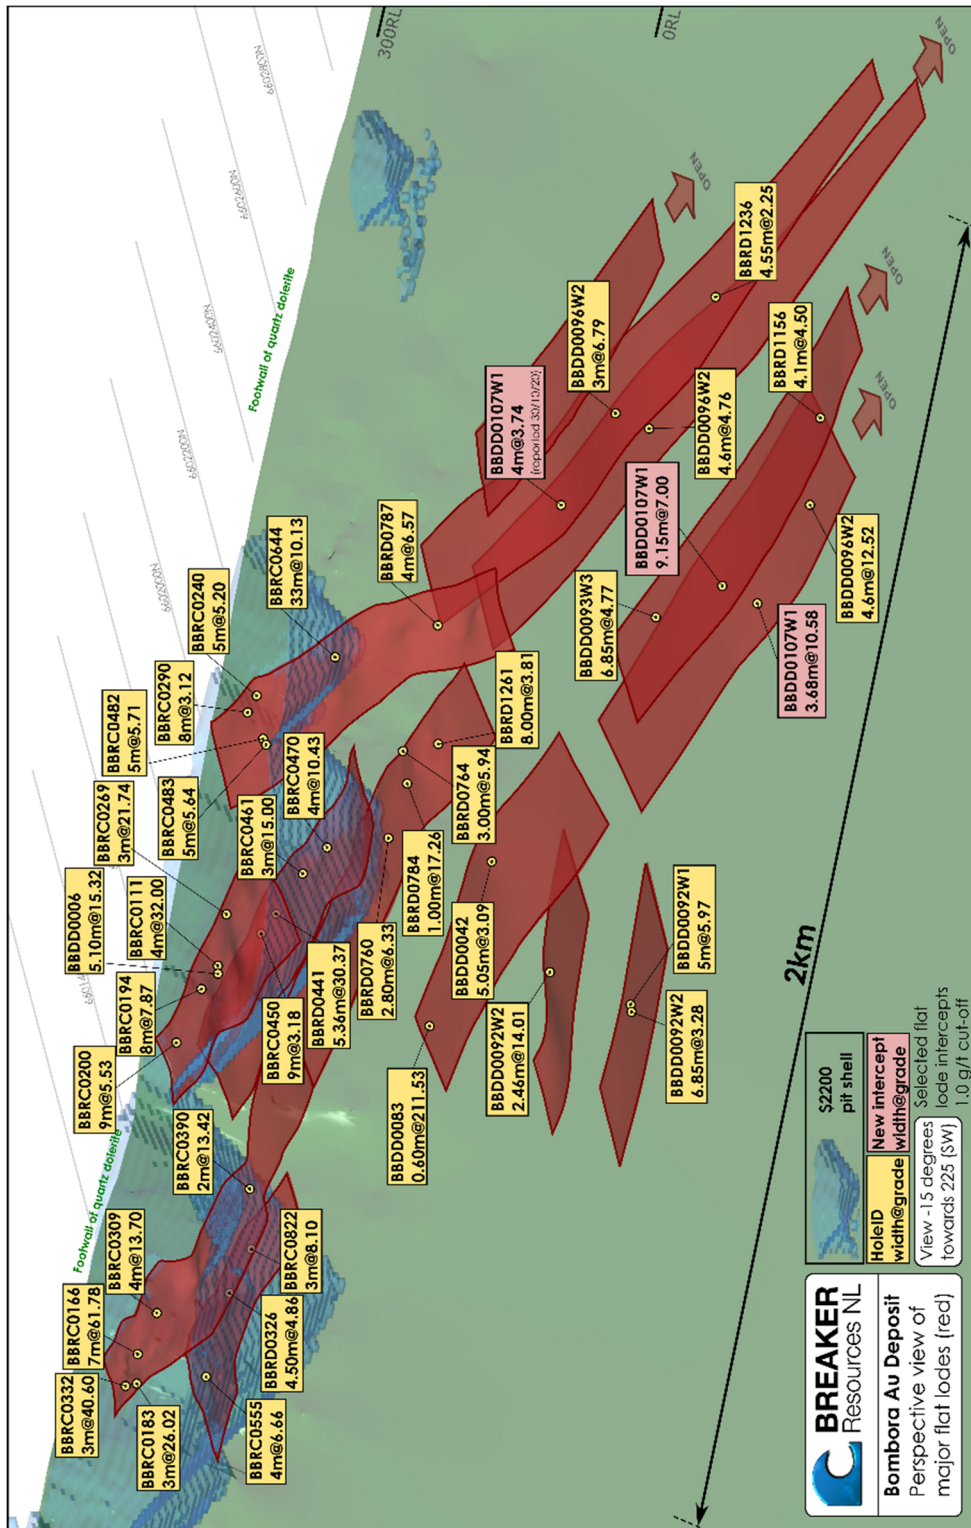 BBRC0332
3m@40.60
BBRC0166
7m@61.78
BBRC0183
3m@26.02
BBRC0309
4m@13.70
BBRC0555
4m@6.66
BBRD0326
4.50m@4.86
BBRC0822
3m@8.10
BBRC0390
2m@13.42
Footwall of quartz dolerite
BBRC0200
9m@5.53
BBRC0194
8m@7.87
BBDD0006
5.10m@15.32
BBRC0111
4m@32.00
BBRC0269
3m@21.74
BBRC0450
9m@3.18
BBRD0441
5.36m@30.37
BBRC0461
3m@15.00
BBRC0470
4m@10.43
BBRC0483
5m@5.64
BBRC0482
5m@5.71
BBRC0290
8m@3.12
BBRC0240
5m@5.20
BBRC0644
33m@10.13
BBRD0760
2.80m@6.33
BBRD0784
1.00m@17.26
BBRD0764
3.00m@5.94
BBRD1261
8.00m@3.81
BBRD0787
4m@6.57
BBDD0083
0.60m@211.53
BBDD0042
5.05m@3.09
BBDD0092W2
2.46m@14.01
BBDD0092W2
6.85m@3.28
BBDD0092W1
5m@5.97
6602000N
6602200N
6602400N
6602600N
6602800N
Footwall of quartz dolerite
300RL
0RL
BBDD0107W1
4m@3.74
(reported 30/10/20)
BBDD0096W2
3m@6.79
BBRD1236
4.55m@2.25
BBDD0096W2
4.6m@4.76
BBDD0093W3
6.85m@4.77
BBDD0107W1
9.15m@7.00
BBRD1156
4.1m@4.50
BBDD0107W1
3.68m@10.58
BBDD0096W2
4.6m@12.52
OPEN
OPEN
OPEN
OPEN
2km
BREAKER
Resources NL
Bombora Au Deposit
Perspective view of
major flat lodes (red)
$2200
pit shell
HoleID
width@grade
New intercept
width@grade
View -15 degrees
towards 225 (SW)
Selected flat
lode intercepts
1.0 g/t cut-off